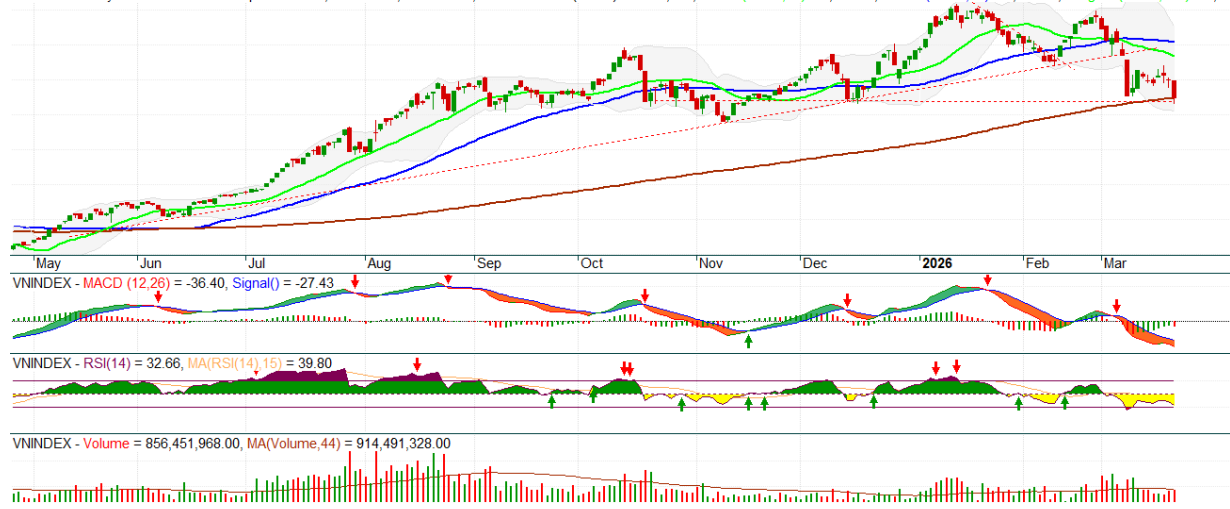 May Jun Jul Aug Sep Oct Nov Dec 2026 Feb Mar
VNINDEX - MACD (12,26) = -36.40, Signal() = -27.43
VNINDEX - RSI(14) = 32.66, MA(RSI(14),15) = 39.80
VNINDEX - Volume = 856,451,968.00, MA(Volume,44) = 914,491,328.00